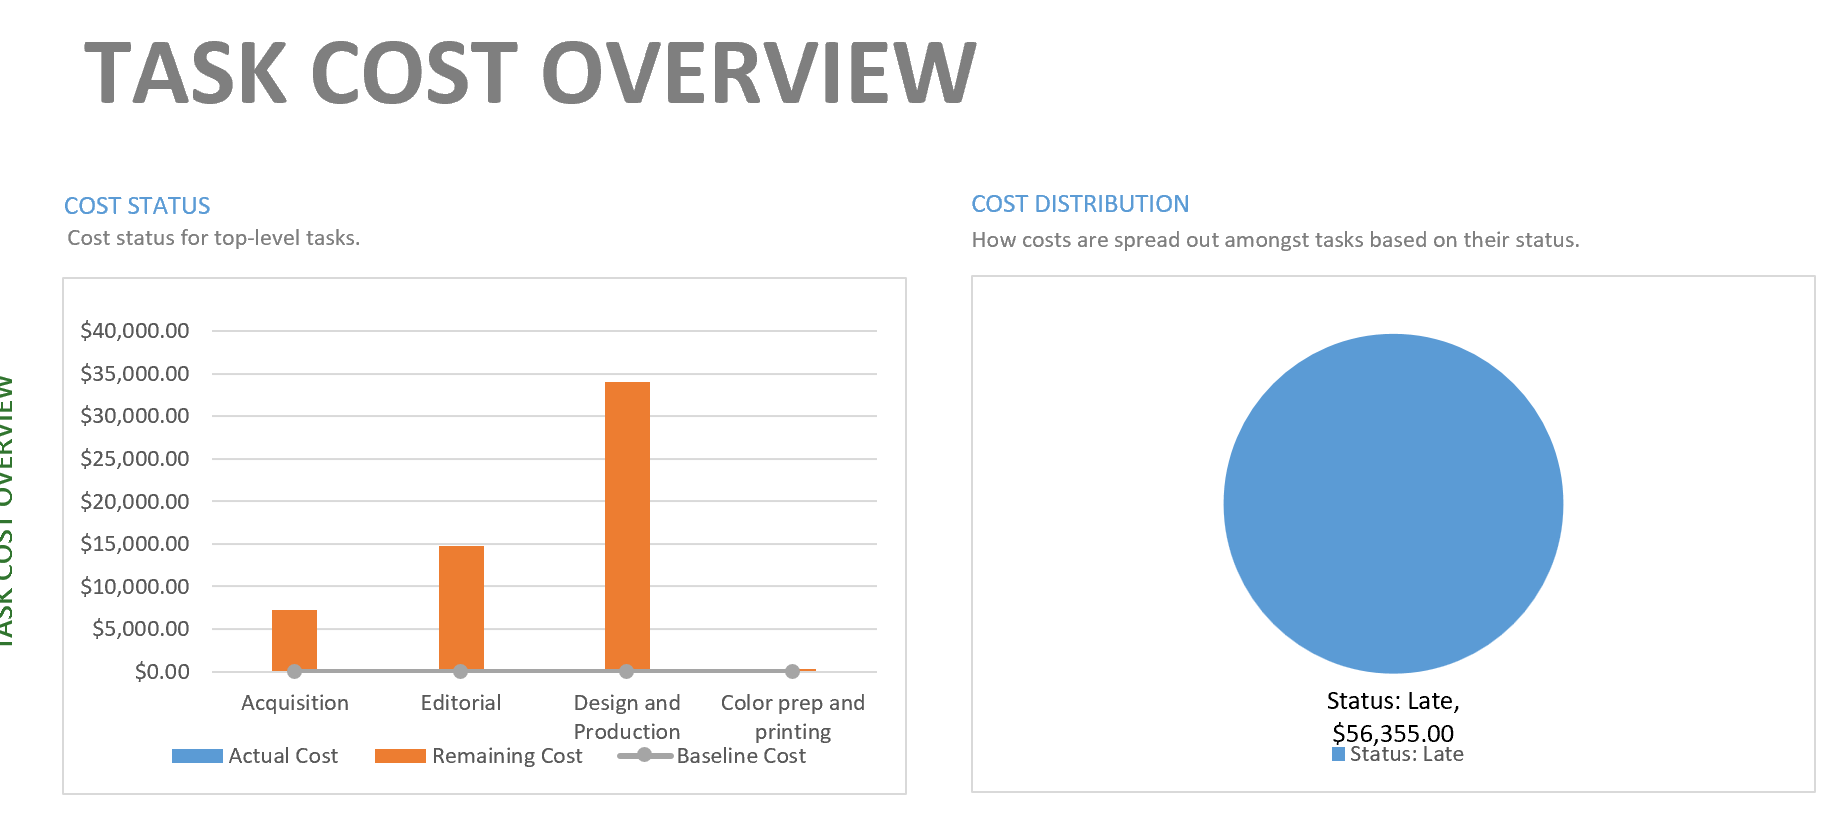 TASK COST OVERVIEW
COST STATUS
Cost status for top-level tasks.
$40,000.00
$35,000.00
$30,000.00
$25,000.00
$20,000.00
$15,000.00
$10,000.00
$5,000.00
$0.00
Acquisition
Editorial
Design and
Production
Color prep and
printing
Actual Cost
Remaining Cost
Baseline Cost
COST DISTRIBUTION
How costs are spread out amongst tasks based on their status.
Status: Late,
$56,355.00
Status: Late
TASK COST OVERVIEW